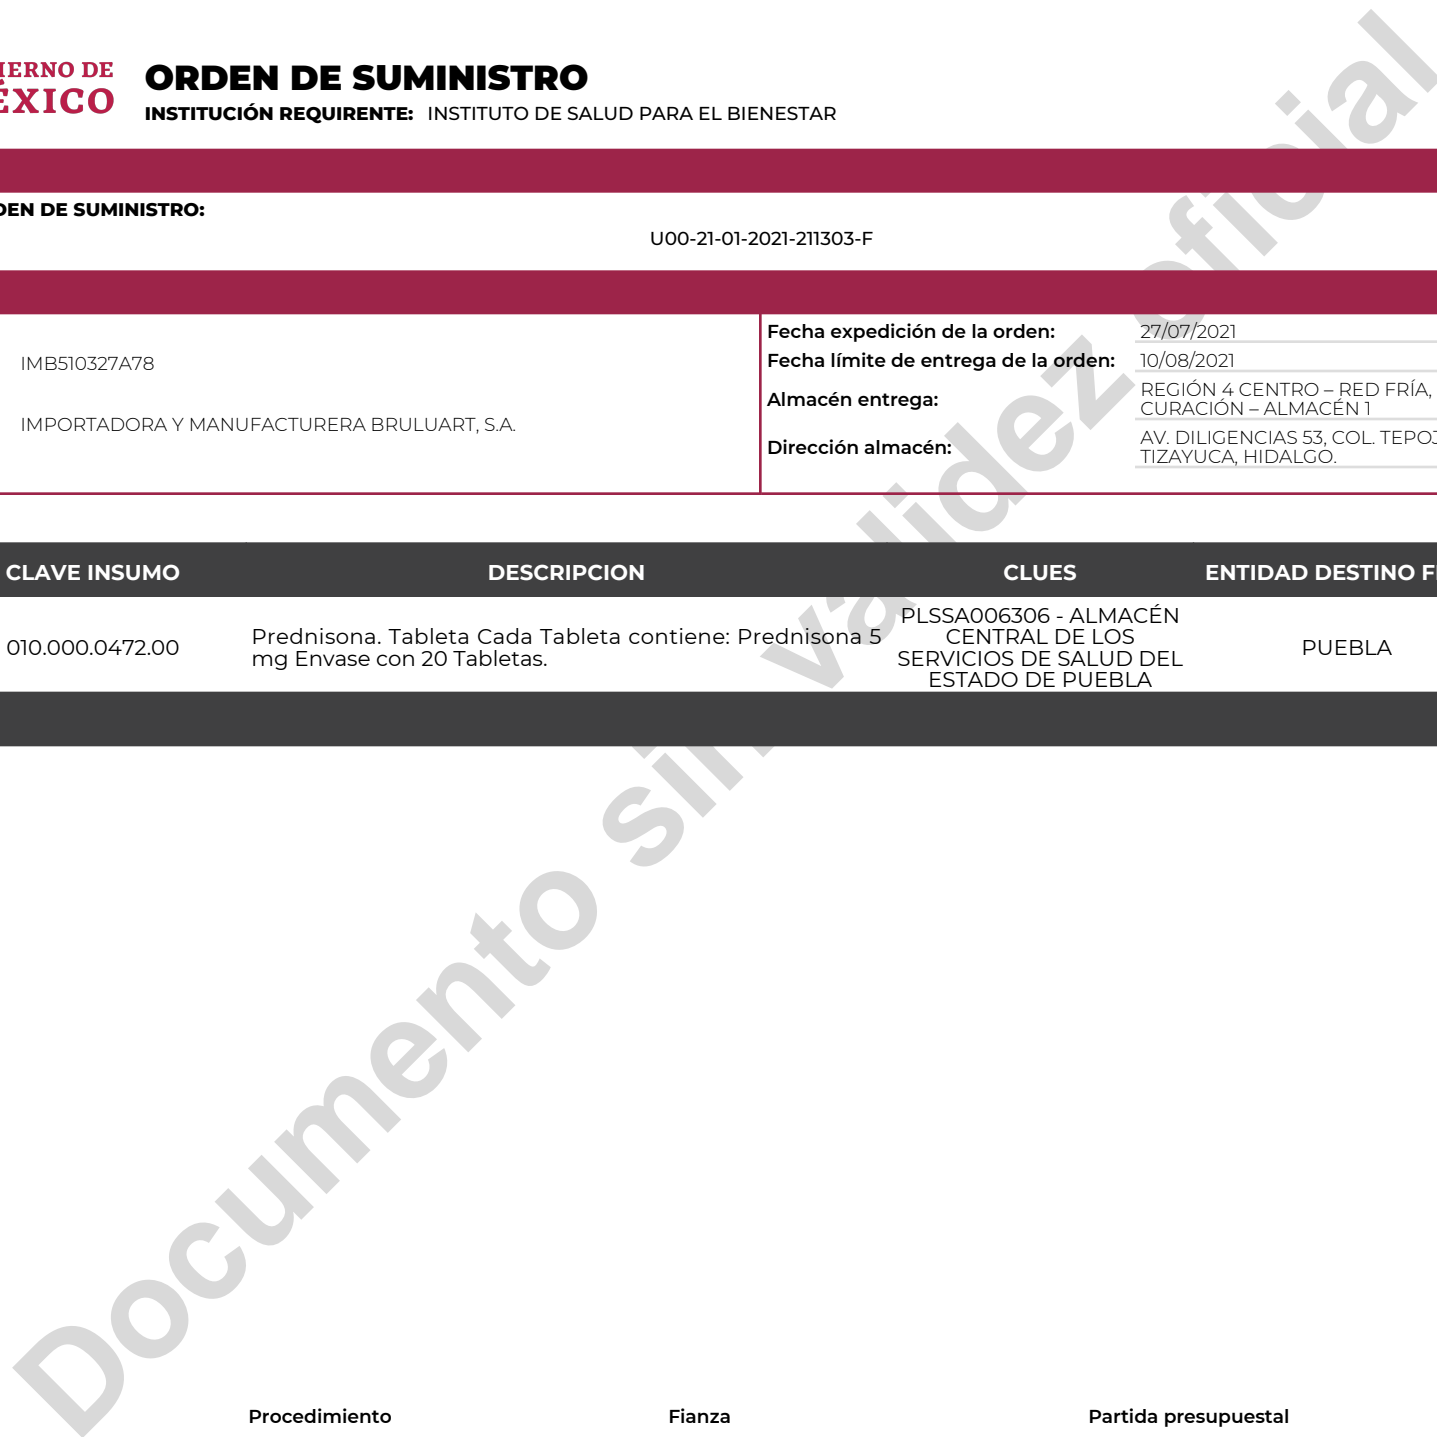 IERNO DE
ÉXICO
ORDEN DE SUMINISTRO
INSTITUCIÓN REQUIRENTE: INSTITUTO DE SALUD PARA EL BIENESTAR
DEN DE SUMINISTRO:
U00-21-01-2021-211303-F
IMB510327A78
IMPORTADORA Y MANUFACTURERA BRULUART, S.A.
Fecha expedición de la orden: 27/07/2021
Fecha límite de entrega de la orden: 10/08/2021
Almacén entrega: REGIÓN 4 CENTRO – RED FRÍA,
CURACIÓN – ALMACÉN 1
Dirección almacén: AV. DILIGENCIAS 53, COL. TEPOJ
TIZAYUCA, HIDALGO.
CLAVE INSUMO DESCRIPCION CLUES ENTIDAD DESTINO FI
010.000.0472.00
Prednisona. Tableta Cada Tableta contiene: Prednisona 5
mg Envase con 20 Tabletas.
PLSSA006306 - ALMACÉN
CENTRAL DE LOS
SERVICIOS DE SALUD DEL
ESTADO DE PUEBLA
PUEBLA
Documento sin validez oficial
Procedimiento Fianza Partida presupuestal